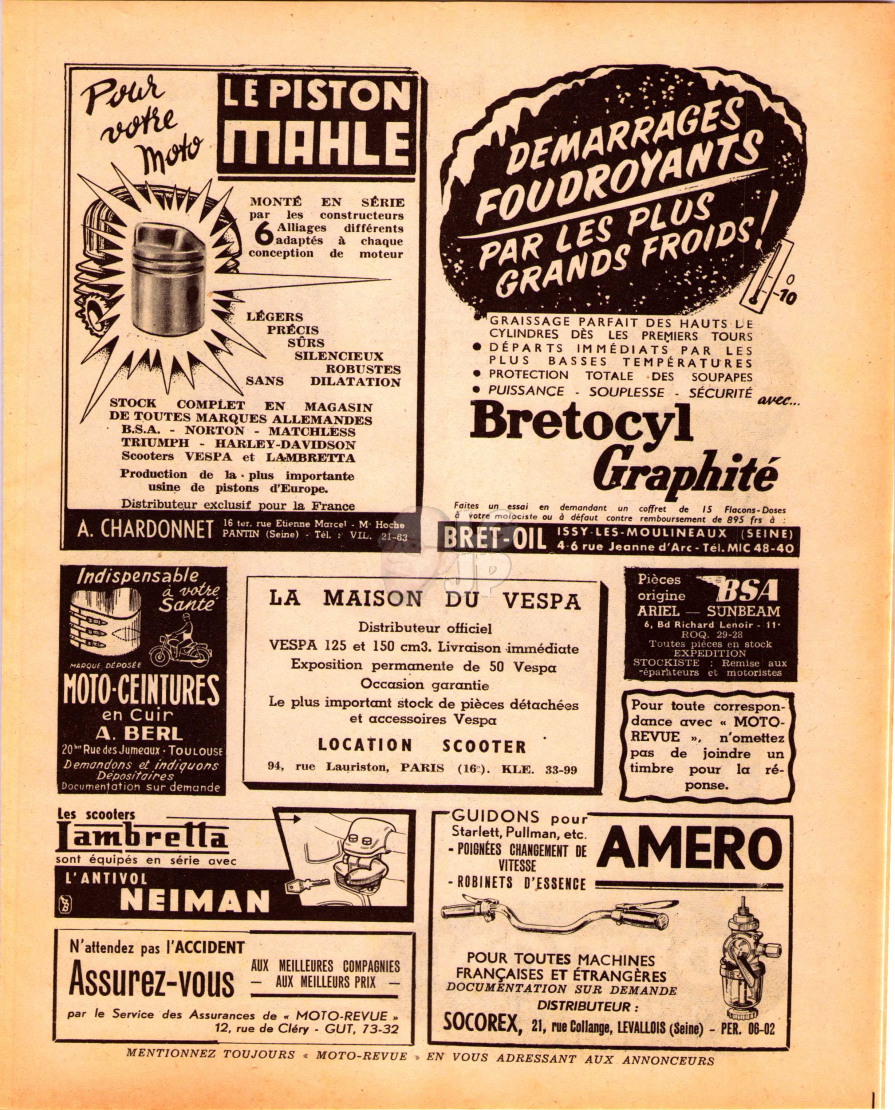 Pour
votre
Moto
LE PISTON
MAHLE
MONTÉ EN SÉRIE
par les constructeurs
6 Alliages différents
adaptés à chaque
conception de moteur
LÉGERS
PRÉCIS
SÛRS
SILENCIEUX
ROBUSTES
SANS DILATATION
STOCK COMPLET EN MAGASIN
DE TOUTES MARQUES ALLEMANDES
B.S.A. - NORTON - MATCHLESS
TRIUMPH - HARLEY-DAVIDSON
Scooters VESPA et LAMBRETTA
Production de la plus importante
usine de pistons d'Europe.
Distributeur exclusif pour la France
A. CHARDONNET 16 ter, rue Etienne Marcel - M° Hoche
PANTIN (Seine) - Tél. : VIL. 21-63
DEMARRAGES
FOUDROYANTS
PAR LES PLUS
GRANDS FROIDS!
0
-10
• GRAISSAGE PARFAIT DES HAUTS DE
CYLINDRES DÈS LES PREMIERS TOURS
• DÉPARTS IMMÉDIATS PAR LES
PLUS BASSES TEMPÉRATURES
• PROTECTION TOTALE DES SOUPAPES
• PUISSANCE - SOUPLESSE - SÉCURITÉ
avec...
Bretocyl
Graphité
Faites un essai en demandant un coffret de 15 Flacons-Doses
à votre motociste ou à défaut contre remboursement de 895 frs à :
BRET-OIL ISSY-LES-MOULINEAUX (SEINE)
4-6 rue Jeanne d'Arc - Tél. MIC 48-40
JP
Indispensable
à votre
Santé
MARQUE DÉPOSÉE
MOTO-CEINTURES
en Cuir
A. BERL
20 bis Rue des Jumeaux - TOULOUSE
Demandons et indiquons
Dépositaires
Documentation sur demande
LA MAISON DU VESPA
Distributeur officiel
VESPA 125 et 150 cm3. Livraison immédiate
Exposition permanente de 50 Vespa
Occasion garantie
Le plus important stock de pièces détachées
et accessoires Vespa
LOCATION SCOOTER
94, rue Lauriston, PARIS (16e). KLE. 33-99
Pièces
origine BSA
ARIEL — SUNBEAM
6, Bd Richard Lenoir - 11e
ROQ. 29-28
Toutes pièces en stock
EXPEDITION
STOCKISTE : Remise aux
réparateurs et motoristes
Pour toute correspon-
dance avec « MOTO-
REVUE », n'omettez
pas de joindre un
timbre pour la ré-
ponse.
Les scooters
Lambretta
sont équipés en série avec
L'ANTIVOL
NEIMAN
N'attendez pas l'ACCIDENT
Assurez-vous AUX MEILLEURES COMPAGNIES
— AUX MEILLEURS PRIX —
par le Service des Assurances de « MOTO-REVUE »
12, rue de Cléry - GUT, 73-32
GUIDONS pour
Starlett, Pullman, etc.
- POIGNÉES CHANGEMENT DE
VITESSE
- ROBINETS D'ESSENCE
AMERO
POUR TOUTES MACHINES
FRANÇAISES ET ÉTRANGÈRES
DOCUMENTATION SUR DEMANDE
DISTRIBUTEUR :
SOCOREX, 21, rue Collange, LEVALLOIS (Seine) - PER. 06-02
MENTIONNEZ TOUJOURS « MOTO-REVUE » EN VOUS ADRESSANT AUX ANNONCEURS